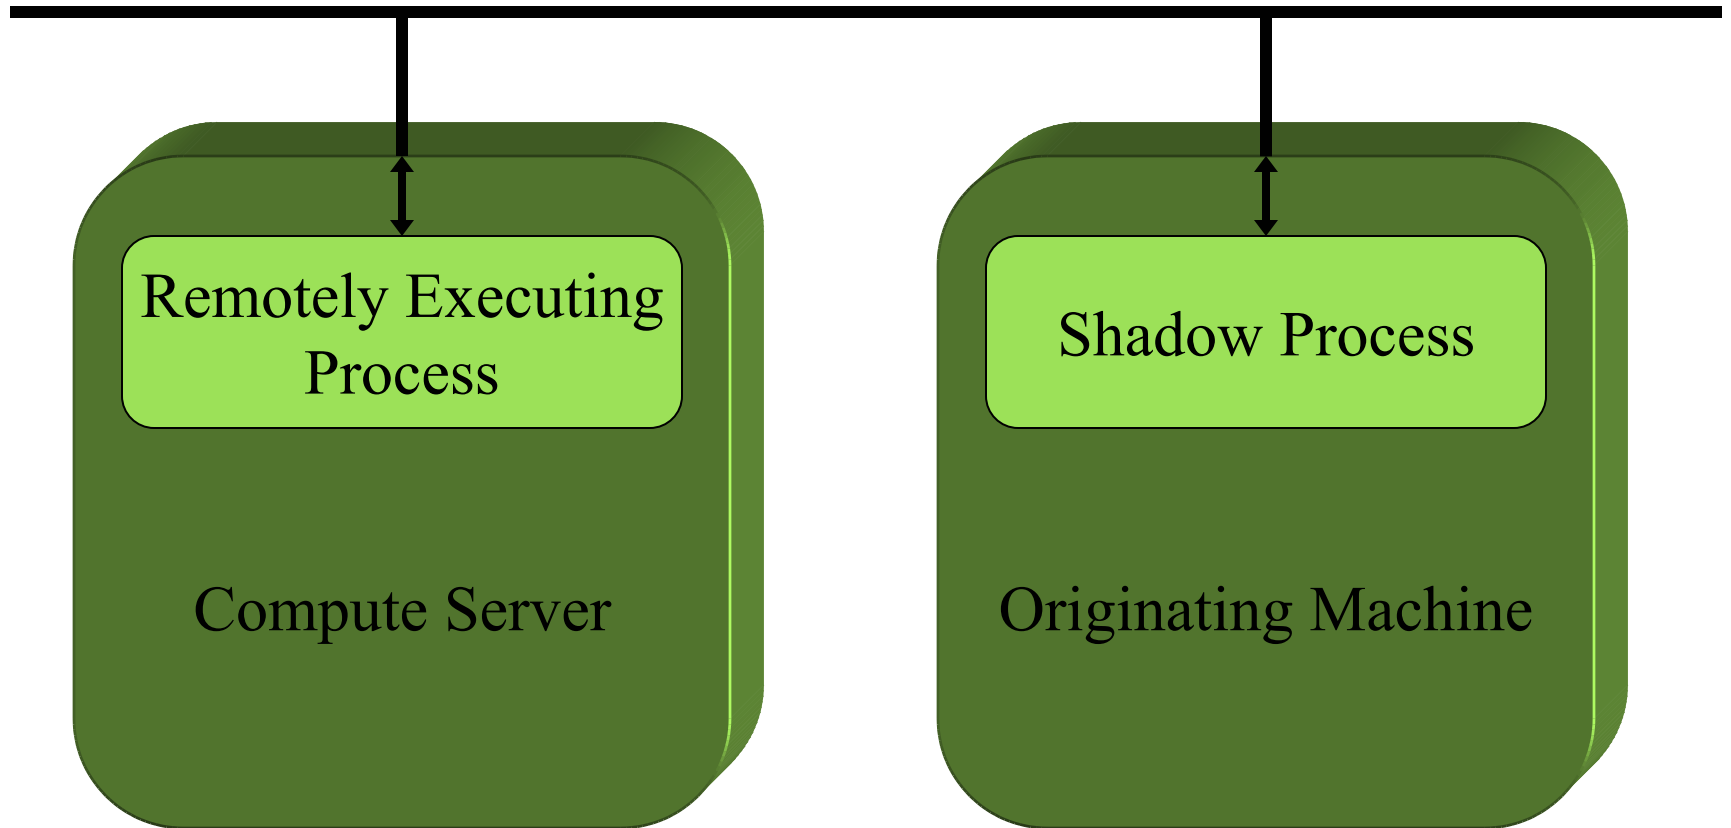 Remotely Executing
Process
Shadow Process
Compute Server
Originating Machine